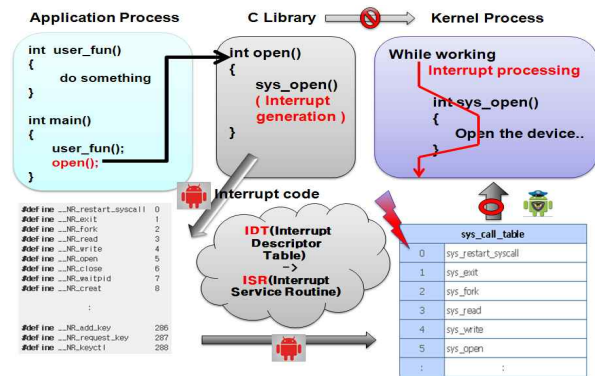 Application Process
C Library
Kernel Process
int user_fun()
{
do something
}
int main()
{
user_fun();
open();
}
int open()
{
sys_open()
( Interrupt
generation )
}
While working
Interrupt processing
int sys_open()
{
Open the device..
}
Interrupt code
#define __NR_restart_syscall 0
#define __NR_exit 1
#define __NR_fork 2
#define __NR_read 3
#define __NR_write 4
#define __NR_open 5
#define __NR_close 6
#define __NR_waitpid 7
#define __NR_creat 8
:
#define __NR_add_key 286
#define __NR_request_key 287
#define __NR_keyctl 288
IDT(Interrupt
Descriptor
Table)
->
ISR(Interrupt
Service Routine)
sys_call_table
0 sys_restart_syscall
1 sys_exit
2 sys_fork
3 sys_read
4 sys_write
5 sys_open
: :